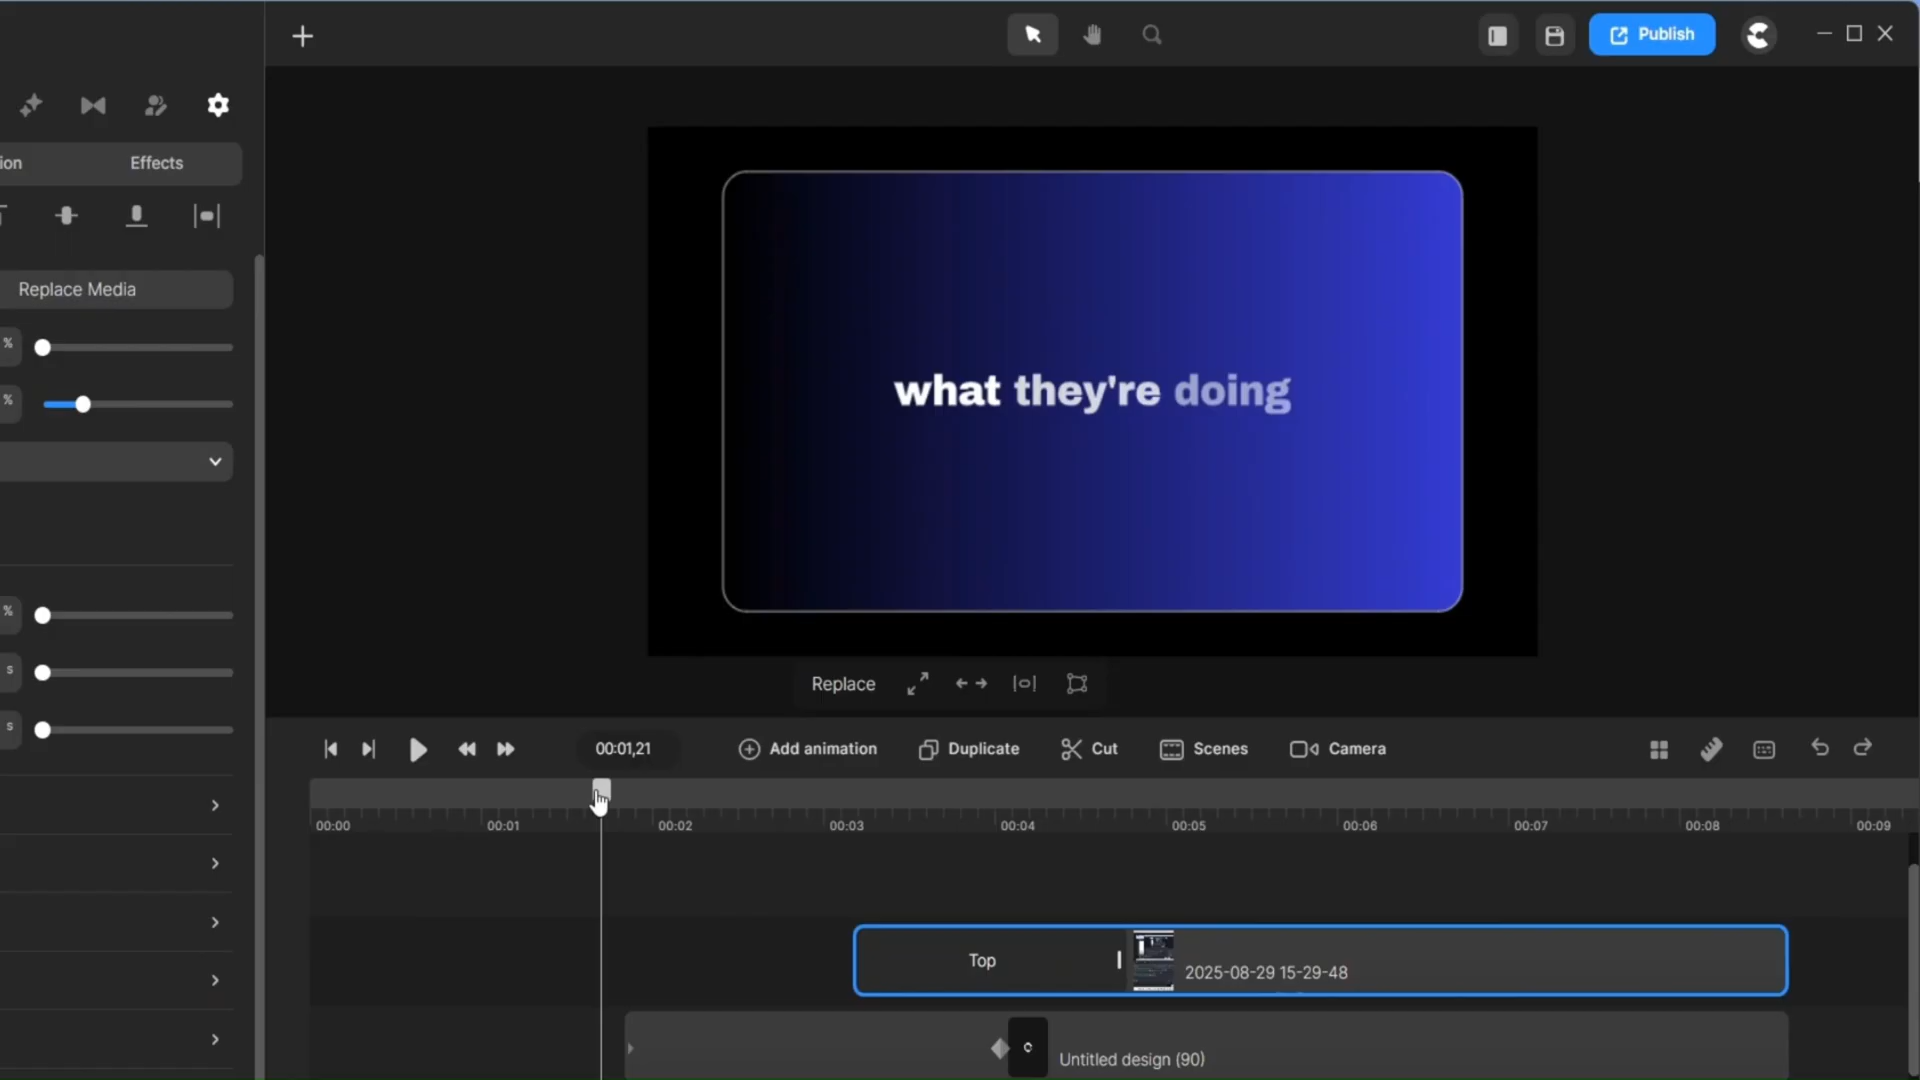 Publish
ion
Effects
Replace Media
%
%
%
s
s
what they're doing
Replace
00:01,21
Add animation
Duplicate
Cut
Scenes
Camera
00:00
00:01
00:02
00:03
00:04
00:05
00:06
00:07
00:08
00:09
Top
2025-08-29 15-29-48
Untitled design (90)